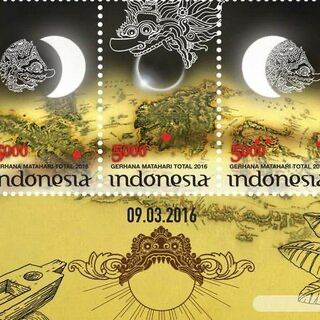 5000
GERHANA MATAHARI TOTAL 2016
indonesia
5000
GERHANA MATAHARI TOTAL 2016
indonesia
5000
GERHANA MATAHARI TOTAL 2016
indonesia
09.03.2016